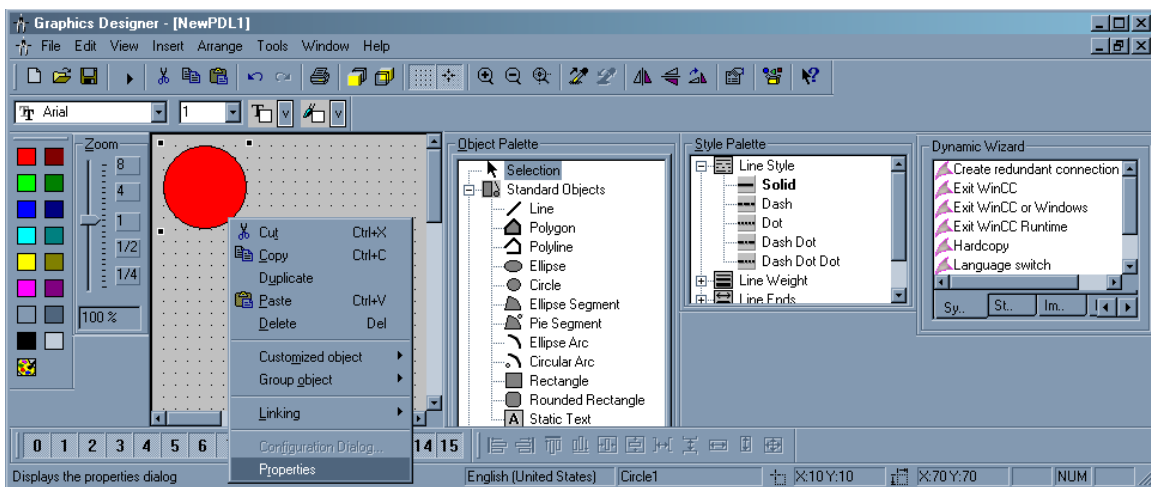 Graphics Designer - [NewPDL1]
File Edit View Insert Arrange Tools Window Help
Arial
1
Zoom
8
4
1
1/2
1/4
100 %
Cut Ctrl+X
Copy Ctrl+C
Duplicate
Paste Ctrl+V
Delete Del
Customized object
Group object
Linking
Configuration Dialog...
Properties
Object Palette
Selection
Standard Objects
Line
Polygon
Polyline
Ellipse
Circle
Ellipse Segment
Pie Segment
Ellipse Arc
Circular Arc
Rectangle
Rounded Rectangle
A Static Text
Style Palette
Line Style
Solid
Dash
Dot
Dash Dot
Dash Dot Dot
Line Weight
Line Ends
Dynamic Wizard
Create redundant connection
Exit WinCC
Exit WinCC or Windows
Exit WinCC Runtime
Hardcopy
Language switch
Sy.. St.. Im..
0 1 2 3 4 5 6 14 15
Displays the properties dialog English (United States) Circle1 X:10 Y:10 X:70 Y:70 NUM